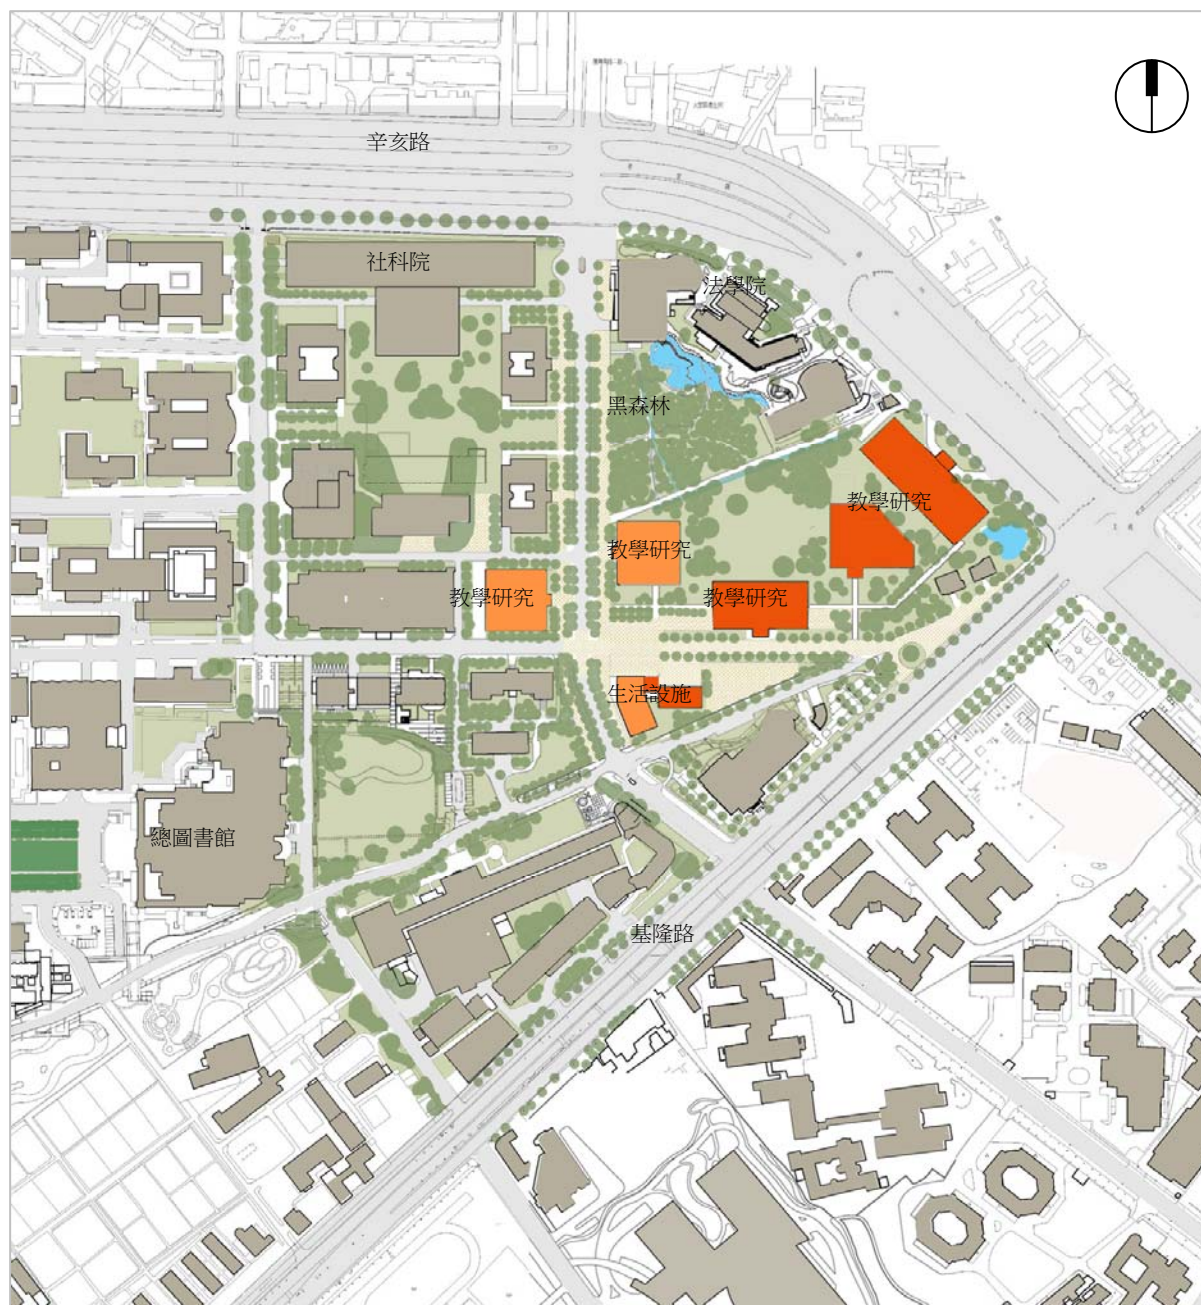 辛亥路
社科院
法學院
黑森林
教學研究
教學研究
教學研究
教學研究
生活設施
總圖書館
基隆路